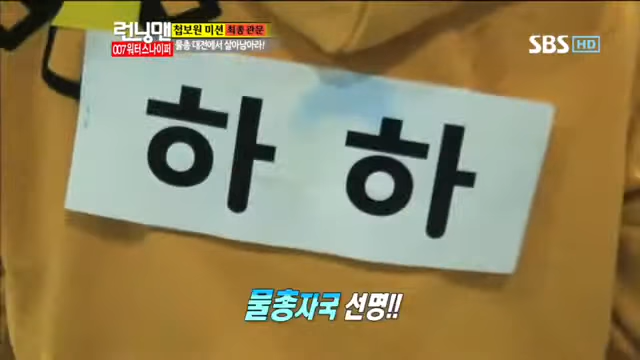 런닝맨 첩보원 미션 최종 관문
007 워터 스나이퍼 물총 대전에서 살아남아라!
SBS HD
하 하
물총자국 선명!!